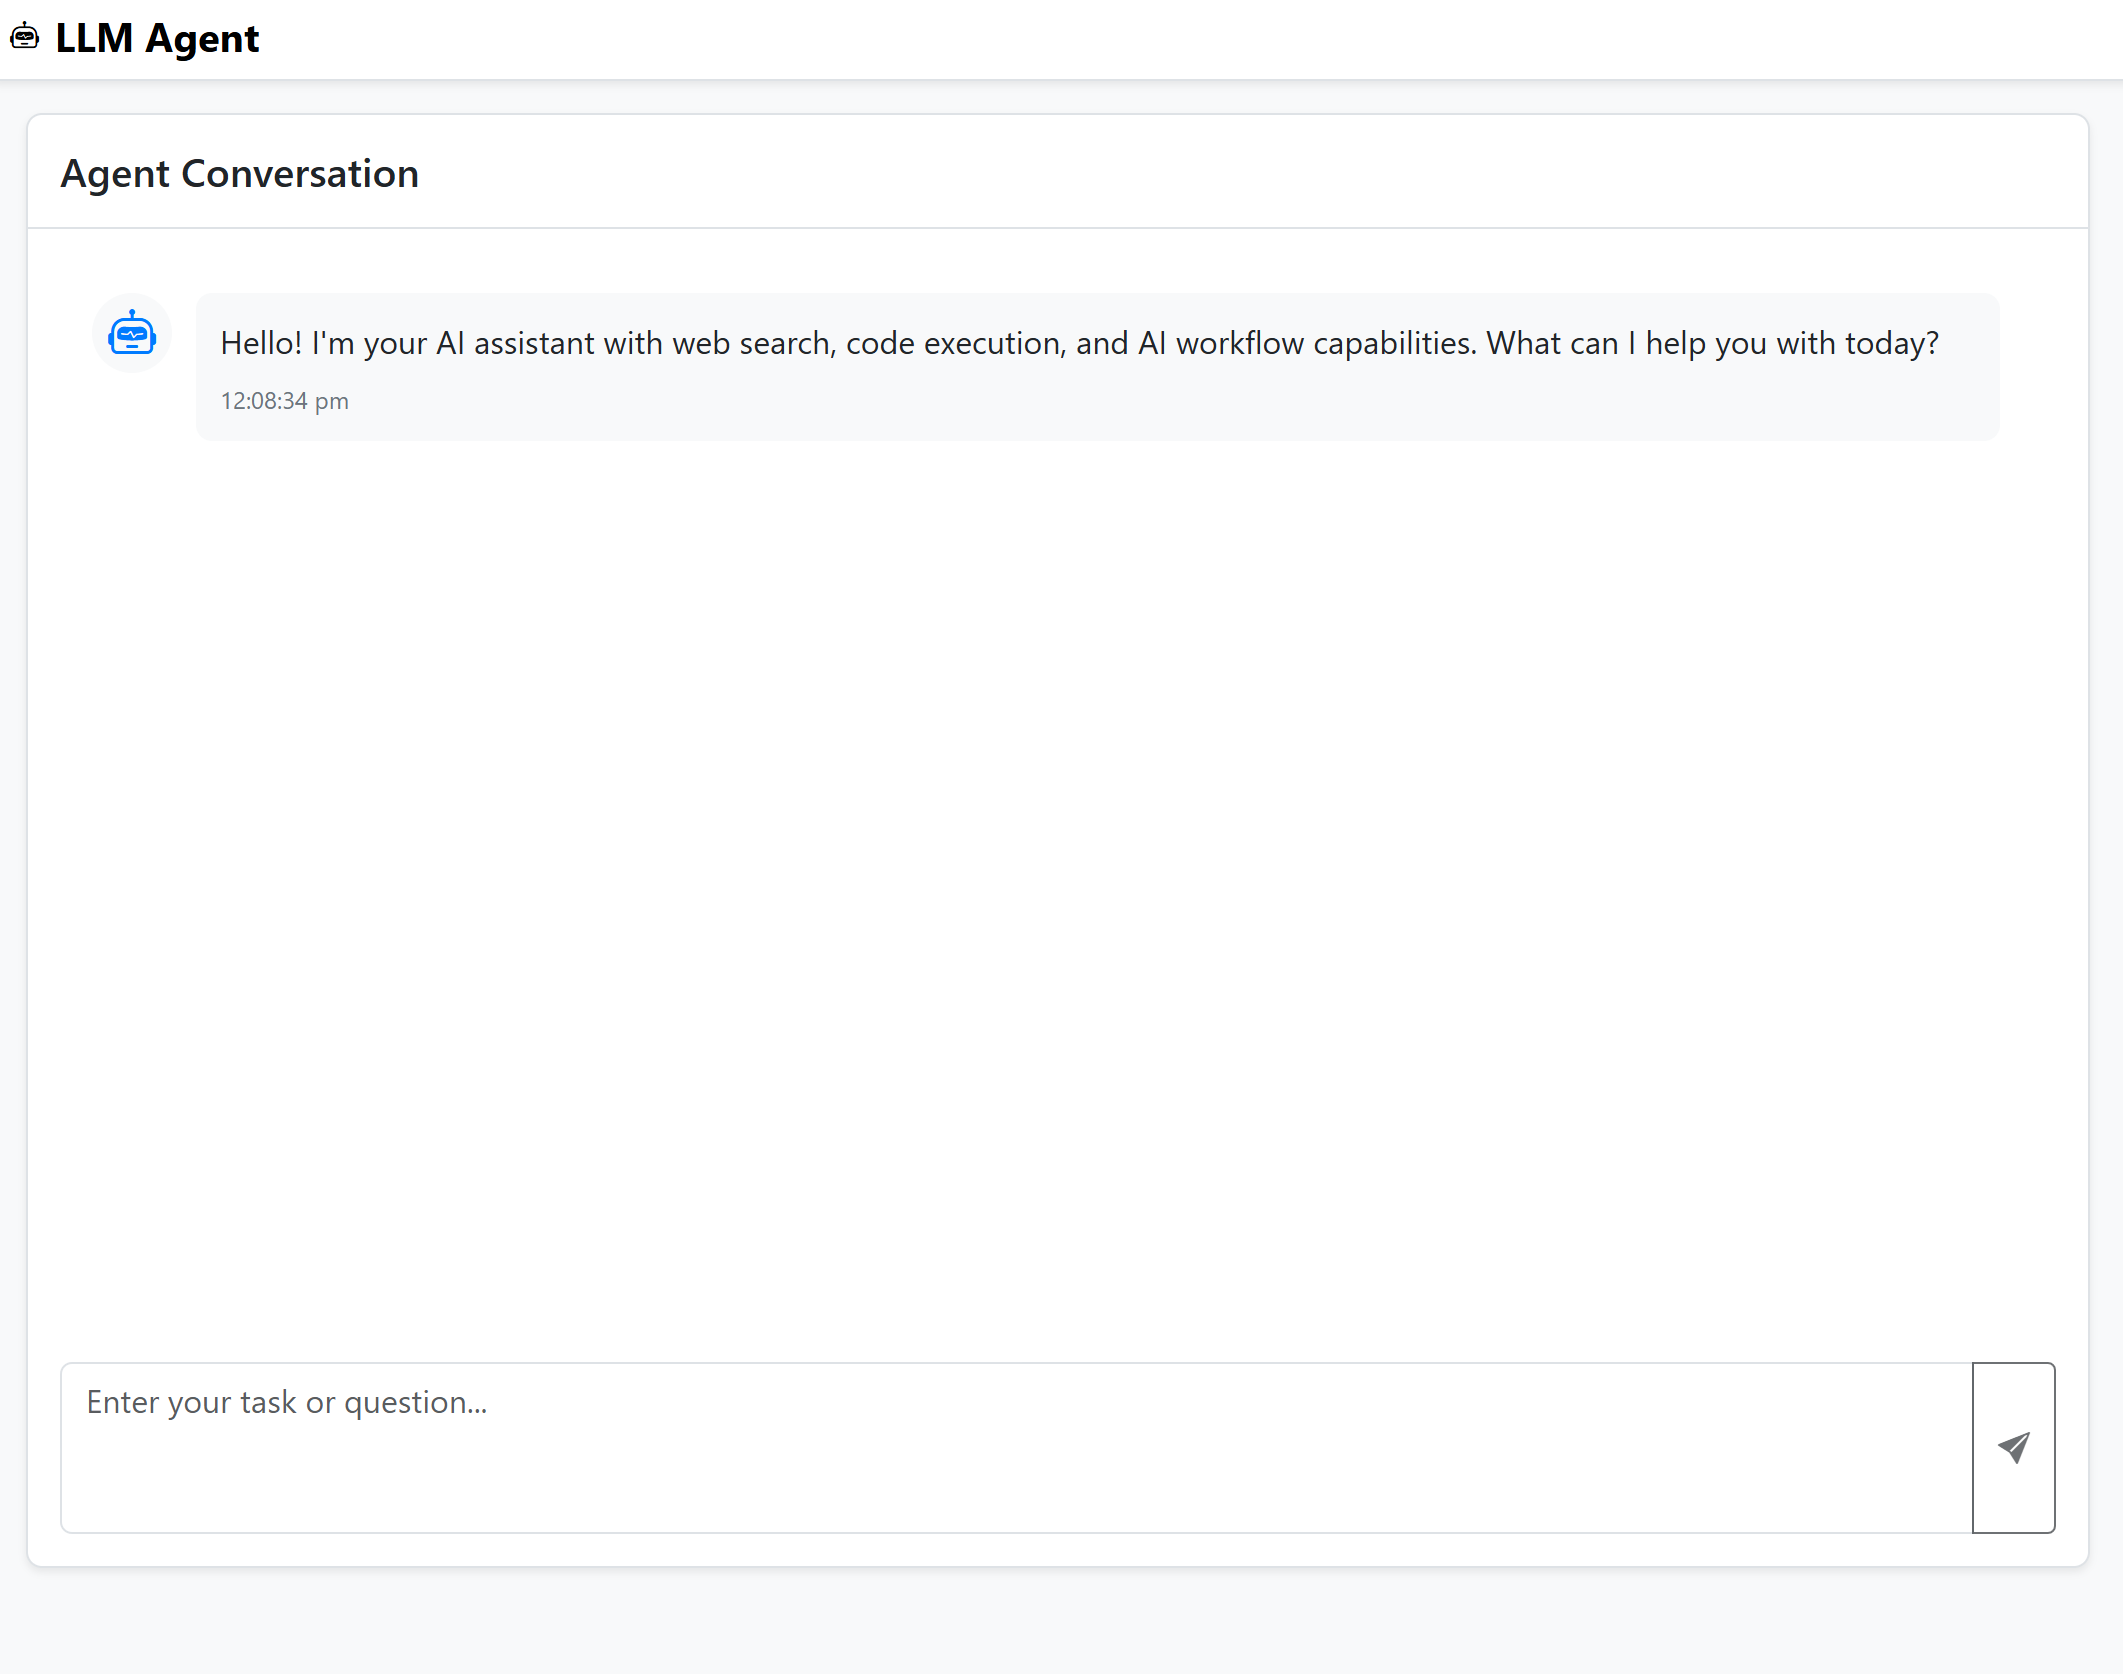 LLM Agent
Agent Conversation
Hello! I'm your AI assistant with web search, code execution, and AI workflow capabilities. What can I help you with today?
12:08:34 pm
Enter your task or question...